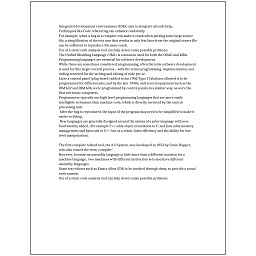 Integrated development environments (IDEs) aim to integrate all such help.
Techniques like Code refactoring can enhance readability.
For example, when a bug in a compiler can make it crash when parsing some large source
file, a simplification of the test case that results in only few lines from the original source file
can be sufficient to reproduce the same crash.
Use of a static code analysis tool can help detect some possible problems.
The Unified Modeling Language (UML) is a notation used for both the OOAD and MDA.
Programming languages are essential for software development.
While these are sometimes considered programming, often the term software development
is used for this larger overall process – with the terms programming, implementation, and
coding reserved for the writing and editing of code per se.
Later a control panel (plug board) added to his 1906 Type I Tabulator allowed it to be
programmed for different jobs, and by the late 1940s, unit record equipment such as the
IBM 602 and IBM 604, were programmed by control panels in a similar way, as were the
first electronic computers.
Programmers typically use high-level programming languages that are more easily
intelligible to humans than machine code, which is directly executed by the central
processing unit.
After the bug is reproduced, the input of the program may need to be simplified to make it
easier to debug.
New languages are generally designed around the syntax of a prior language with new
functionality added, (for example C++ adds object-orientation to C, and Java adds memory
management and bytecode to C++, but as a result, loses efficiency and the ability for low-
level manipulation).
The first compiler related tool, the A-0 System, was developed in 1952 by Grace Hopper,
who also coined the term 'compiler'.
However, because an assembly language is little more than a different notation for a
machine language, two machines with different instruction sets also have different
assembly languages.
Some text editors such as Emacs allow GDB to be invoked through them, to provide a visual
environment.
Use of a static code analysis tool can help detect some possible problems.